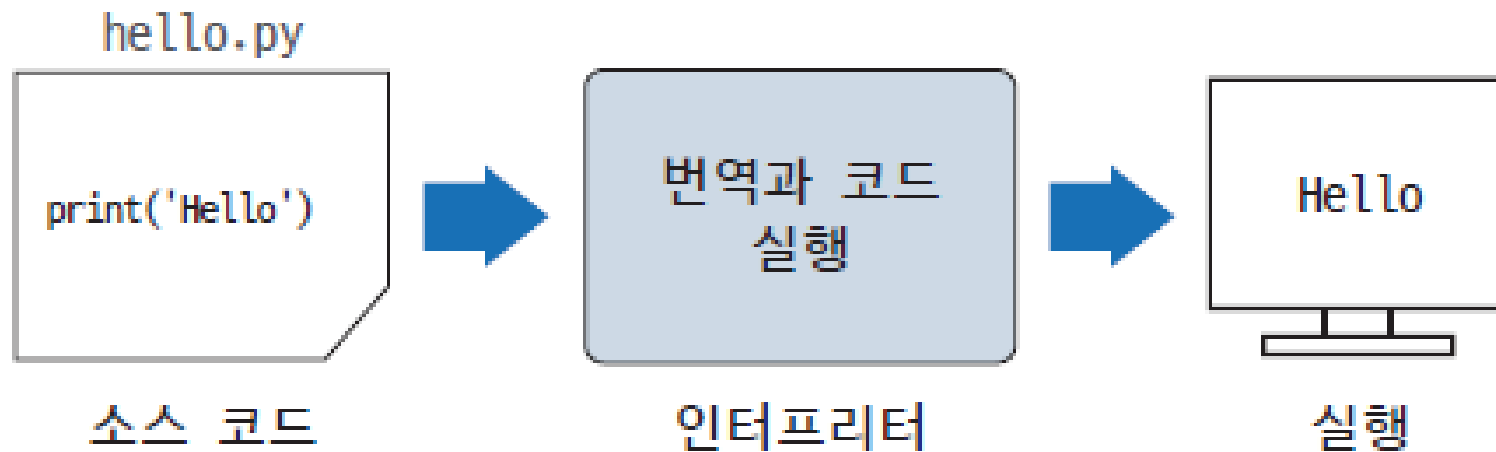 hello.py
print('Hello')
번역과 코드
실행
Hello
소스 코드
인터프리터
실행